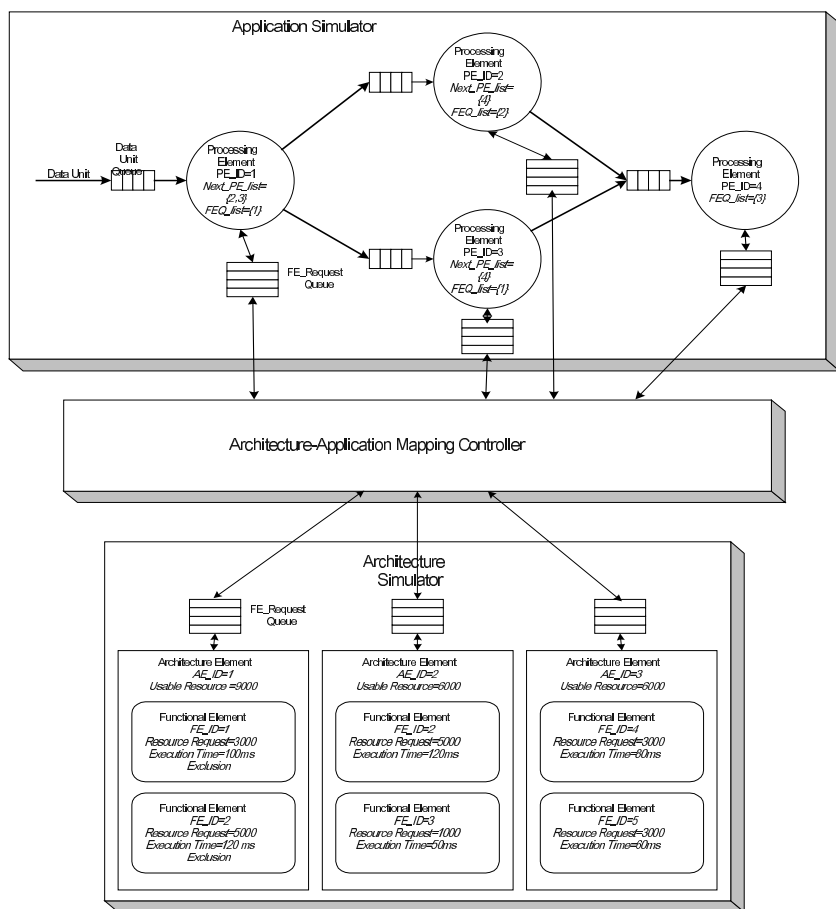 Application Simulator
Processing
Element
PE_ID=2
Next_PE_list=
{4}
FEQ_list={2}
Data
Unit
Queue
Data Unit
Processing
Element
PE_ID=1
Next_PE_list=
{2,3}
FEQ_list={1}
Processing
Element
PE_ID=4
FEQ_list={3}
Processing
Element
PE_ID=3
Next_PE_list=
{4}
FEQ_list={1}
FE_Request
Queue
Architecture-Application Mapping Controller
Architecture
Simulator
FE_Request
Queue
Architecture Element
AE_ID=1
Usable Resource =9000
Functional Element
FE_ID=1
Resource Request=3000
Execution Time=100ms
Exclusion
Functional Element
FE_ID=2
Resource Request=5000
Execution Time=120 ms
Exclusion
Architecture Element
AE_ID=2
Usable Resource=6000
Functional Element
FE_ID=2
Resource Request=5000
Execution Time=120ms
Functional Element
FE_ID=3
Resource Request=1000
Execution Time=50ms
Architecture Element
AE_ID=3
Usable Resource=6000
Functional Element
FE_ID=4
Resource Request=3000
Execution Time=80ms
Functional Element
FE_ID=5
Resource Request=3000
Execution Time=60ms